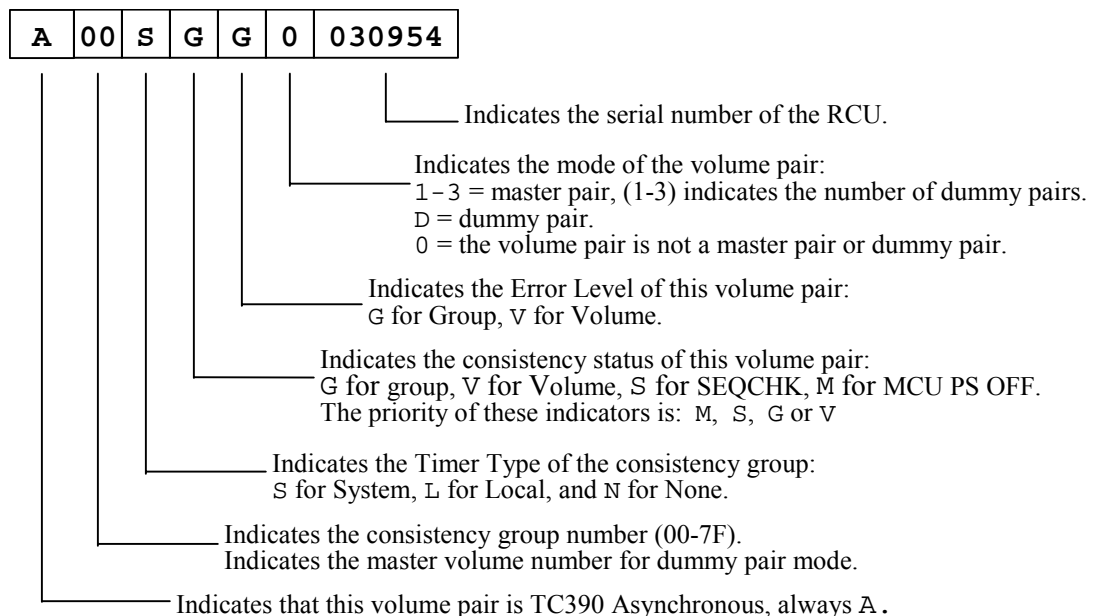 A 00 S G G 0 030954
Indicates the serial number of the RCU.
Indicates the mode of the volume pair:
1-3 = master pair, (1-3) indicates the number of dummy pairs.
D = dummy pair.
0 = the volume pair is not a master pair or dummy pair.
Indicates the Error Level of this volume pair:
G for Group, V for Volume.
Indicates the consistency status of this volume pair:
G for group, V for Volume, S for SEQCHK, M for MCU PS OFF.
The priority of these indicators is: M, S, G or V
Indicates the Timer Type of the consistency group:
S for System, L for Local, and N for None.
Indicates the consistency group number (00-7F).
Indicates the master volume number for dummy pair mode.
Indicates that this volume pair is TC390 Asynchronous, always A.